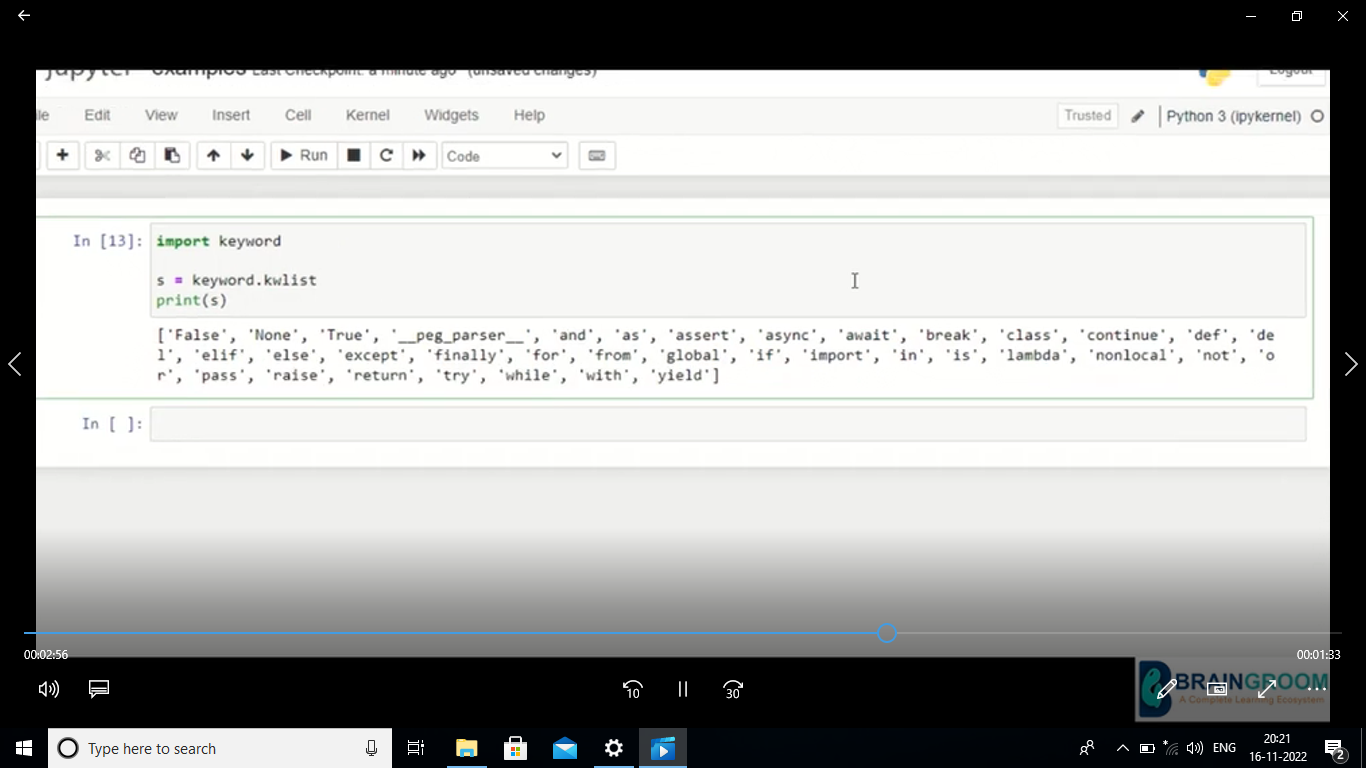 jupyter examples Last Checkpoint: a minute ago (unsaved changes)
Logout
ile Edit View Insert Cell Kernel Widgets Help
Trusted Python 3 (ipykernel)
Run Code
In [13]: import keyword
s = keyword.kwlist
print(s)
['False', 'None', 'True', '__peg_parser__', 'and', 'as', 'assert', 'async', 'await', 'break', 'class', 'continue', 'def', 'de
l', 'elif', 'else', 'except', 'finally', 'for', 'from', 'global', 'if', 'import', 'in', 'is', 'lambda', 'nonlocal', 'not', 'o
r', 'pass', 'raise', 'return', 'try', 'while', 'with', 'yield']
In [ ]:
00:02:56
00:01:33
10
30
BRAINGROOM
A Complete Learning Ecosystem
Type here to search
ENG
20:21
16-11-2022
2